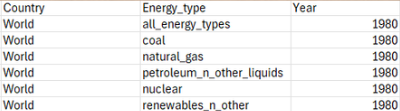 Country Energy_type Year
World all_energy_types 1980
World coal 1980
World natural_gas 1980
World petroleum_n_other_liquids 1980
World nuclear 1980
World renewables_n_other 1980